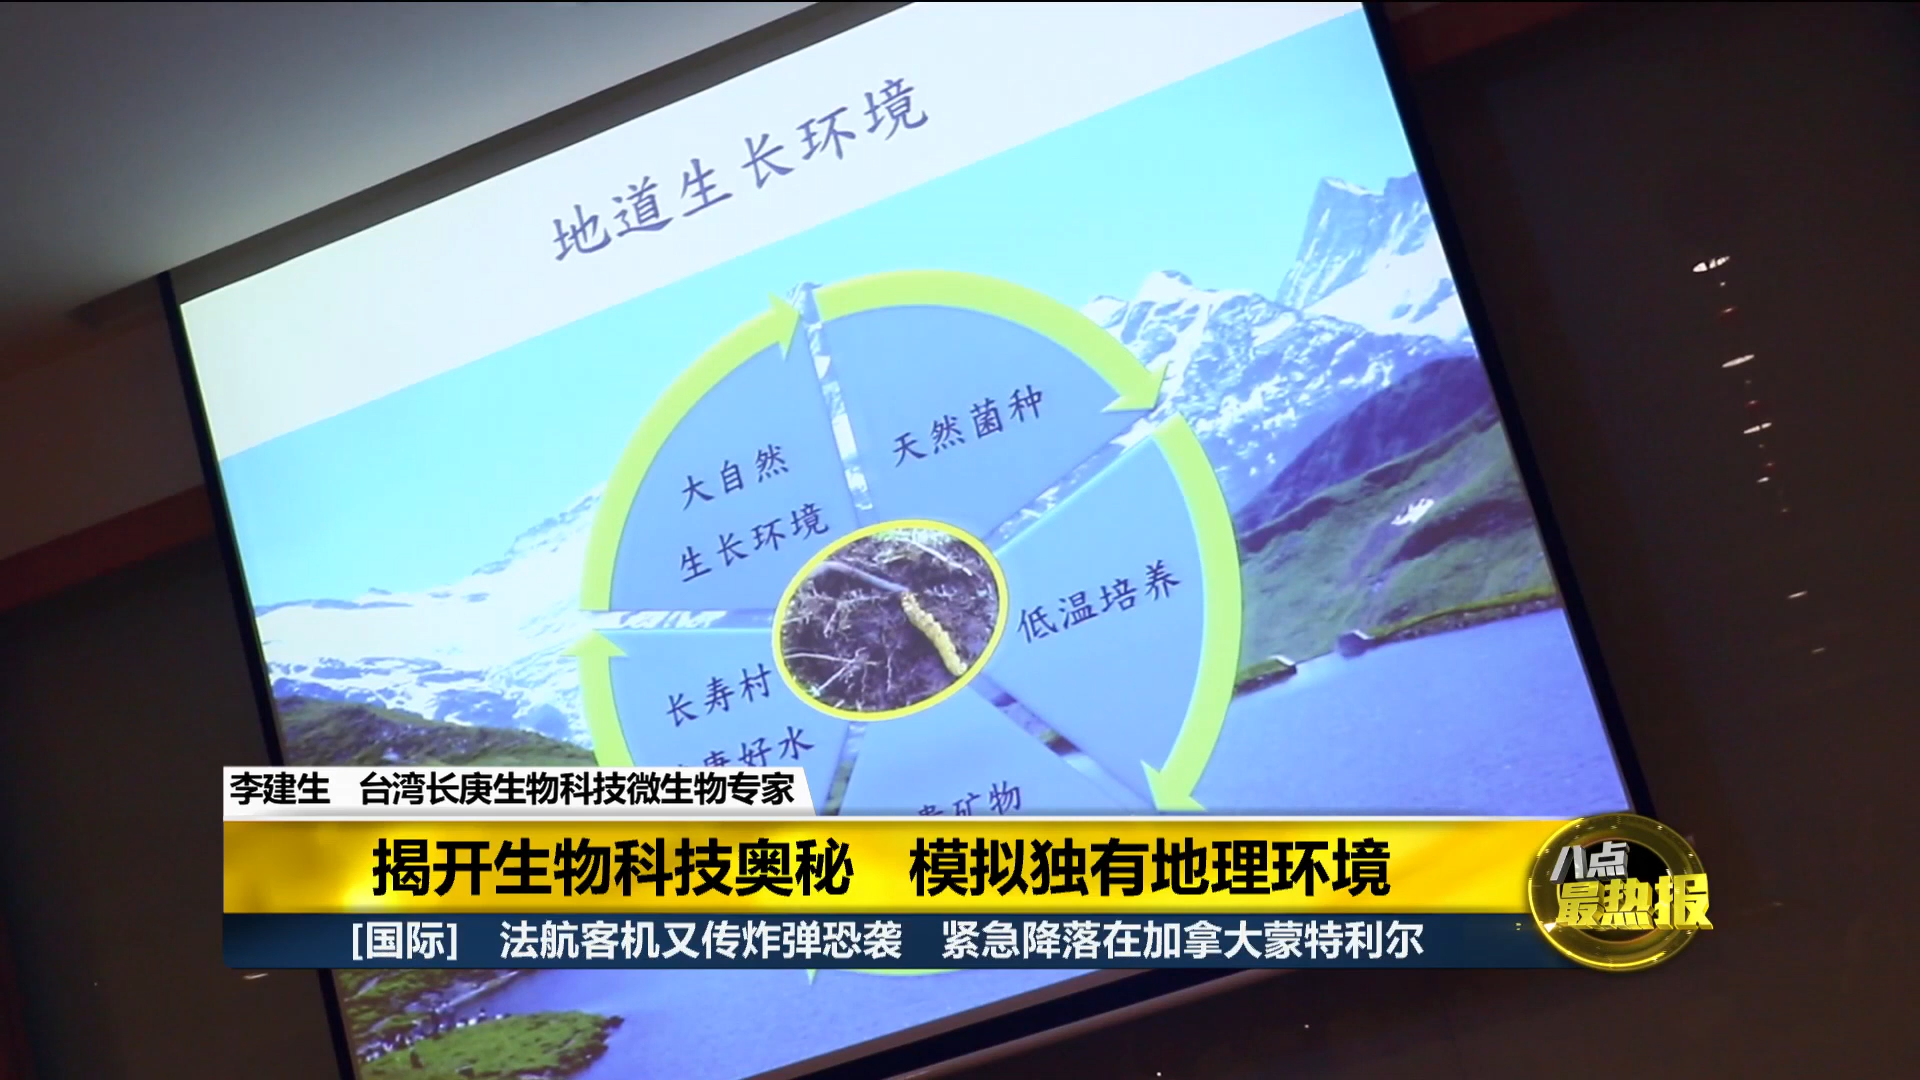 地道生长环境
天然菌种
大自然
生长环境
低温培养
长寿村
好水
矿物
李建生 台湾长庚生物科技微生物专家
揭开生物科技奥秘 模拟独有地理环境
[国际] 法航客机又传炸弹恐袭 紧急降落在加拿大蒙特利尔
八点
最热报